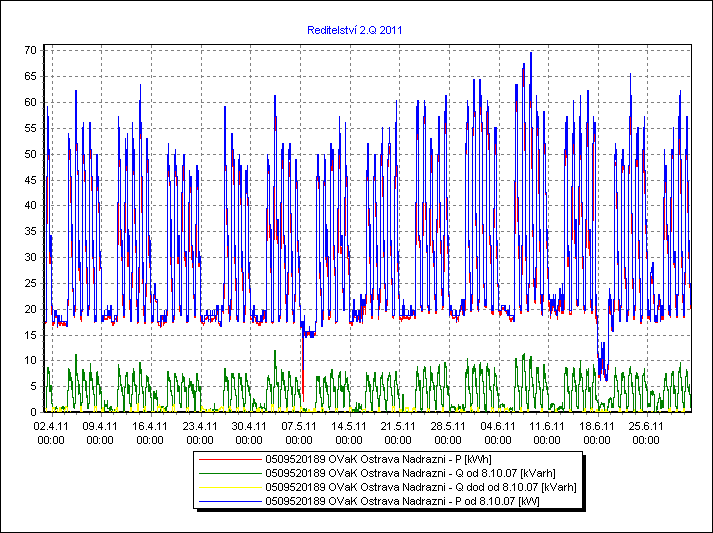 Reditelství 2.Q 2011
70
65
60
55
50
45
40
35
30
25
20
15
10
5
0
02.4.11 9.4.11 16.4.11 23.4.11 30.4.11 07.5.11 14.5.11 21.5.11 28.5.11 04.6.11 11.6.11 18.6.11 25.6.11
00:00 00:00 00:00 00:00 00:00 00:00 00:00 00:00 00:00 00:00 00:00 00:00 00:00
0509520189 OVaK Ostrava Nadrazni - P [kWh]
0509520189 OVaK Ostrava Nadrazni - Q od 8.10.07 [kVarh]
0509520189 OVaK Ostrava Nadrazni - Q dod od 8.10.07 [kVarh]
0509520189 OVaK Ostrava Nadrazni - P od 8.10.07 [kW]